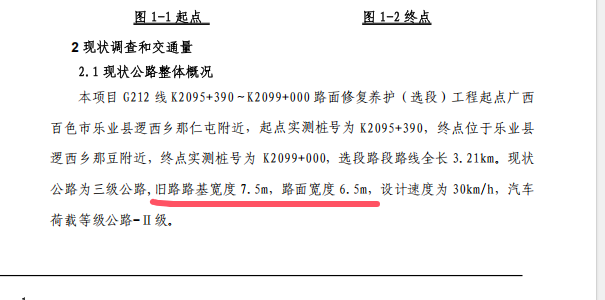 图 1-1 起点 图 1-2 终点
2 现状调查和交通量
2.1 现状公路整体概况
本项目 G212 线 K2095+390～K2099+000 路面修复养护（选段）工程起点广西
百色市乐业县逻西乡那仁屯附近，起点实测桩号为 K2095+390，终点位于乐业县
逻西乡那豆附近，终点实测桩号为 K2099+000，选段路段路线全长 3.21km。现状
公路为三级公路,旧路路基宽度 7.5m，路面宽度 6.5m，设计速度为 30km/h，汽车
荷载等级公路-Ⅱ级。